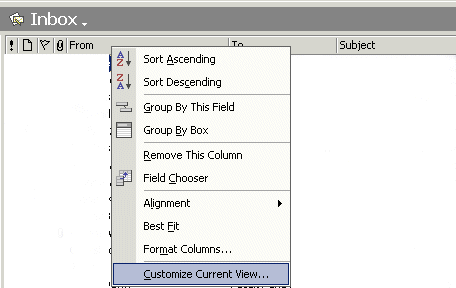 Inbox
! From To Subject
Sort Ascending
Sort Descending
Group By This Field
Group By Box
Remove This Column
Field Chooser
Alignment
Best Fit
Format Columns...
Customize Current View...